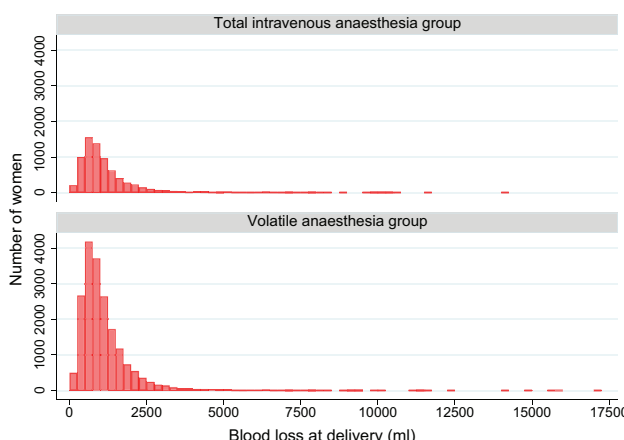 Total intravenous anaesthesia group
4000
3000
2000
1000
0
Volatile anaesthesia group
4000
3000
2000
1000
0
Number of women
0 2500 5000 7500 10000 12500 15000 17500
Blood loss at delivery (ml)